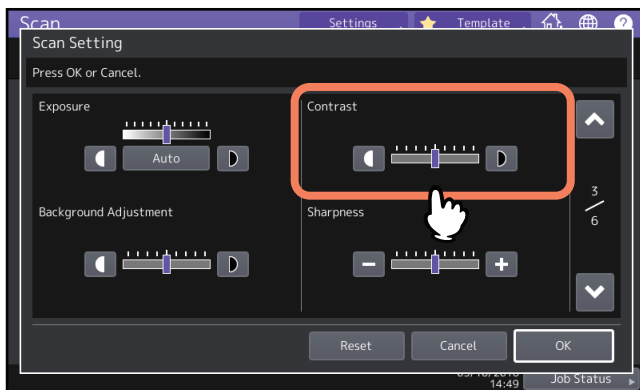 Scan
Settings
Template
?
Scan Setting
Press OK or Cancel.
Exposure
Auto
Contrast
3
6
Background Adjustment
Sharpness
Reset
Cancel
OK
14:49
Job Status